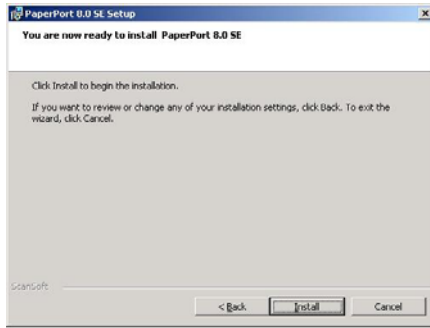 PaperPort 8.0 SE Setup
You are now ready to install PaperPort 8.0 SE
Click Install to begin the installation.
If you want to review or change any of your installation settings, click Back. To exit the
wizard, click Cancel.
ScanSoft
< Back Install Cancel